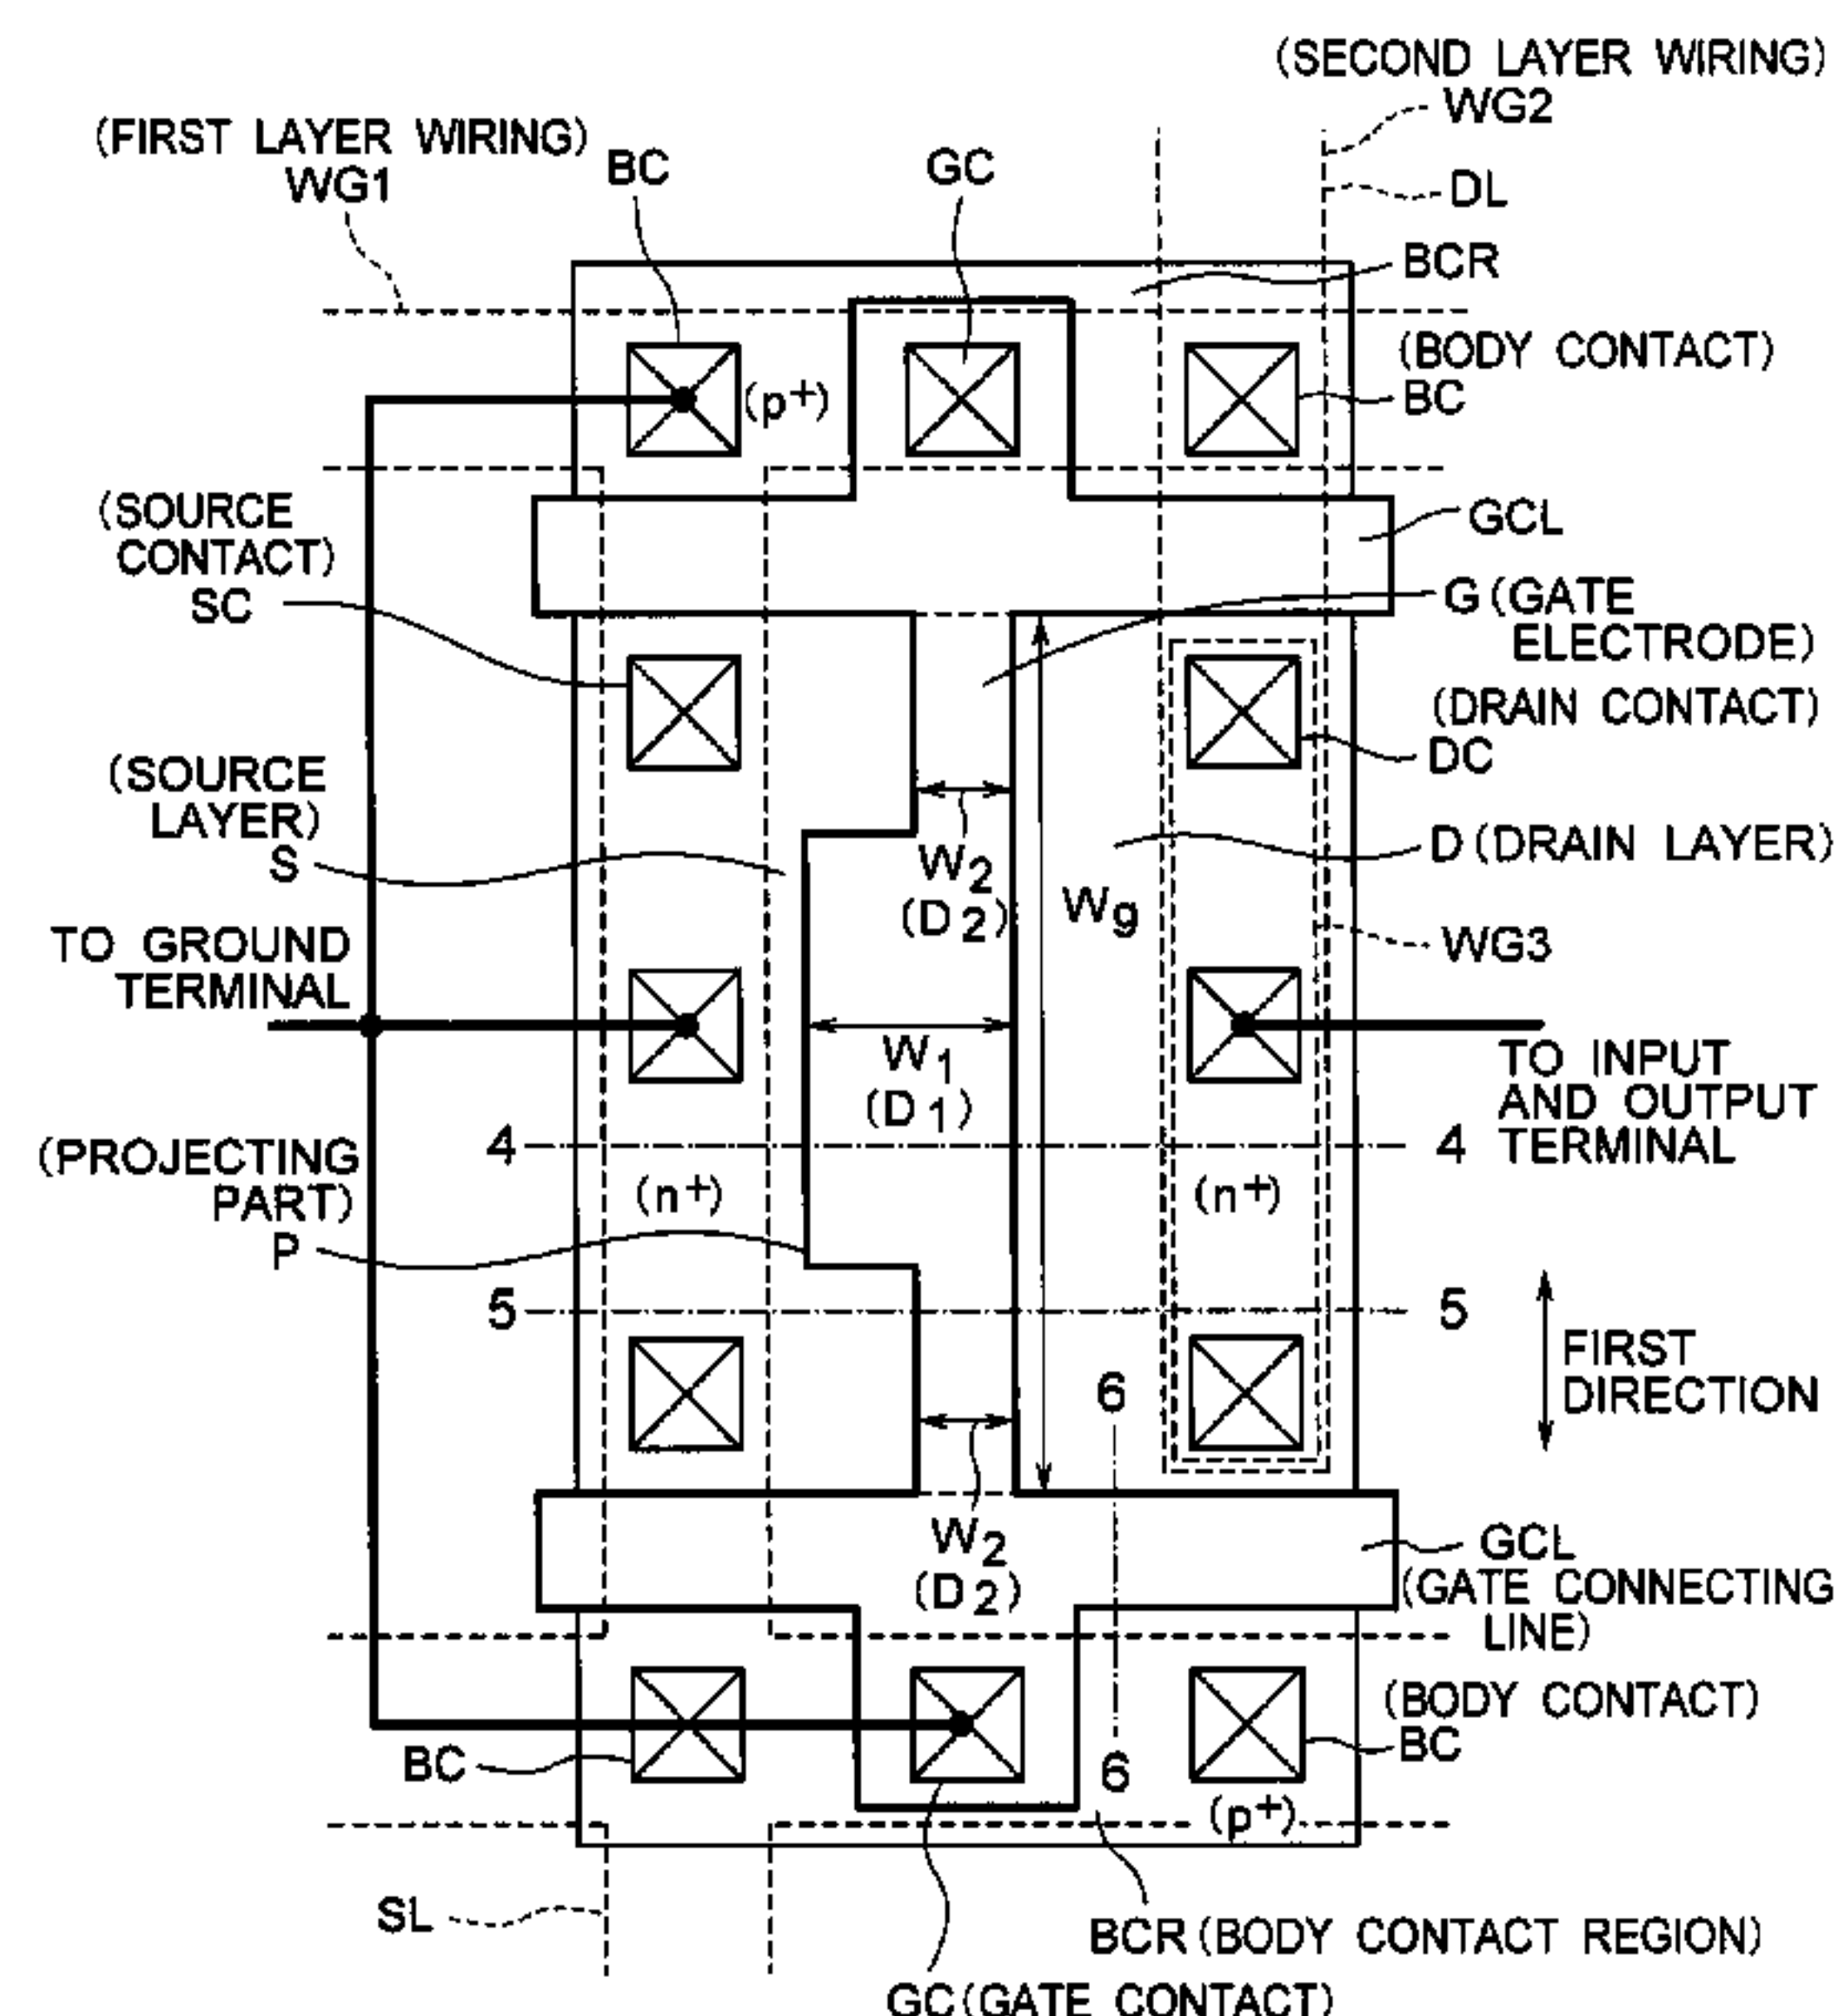 (SECOND LAYER WIRING)
WG2
(FIRST LAYER WIRING)
WG1
BC
GC
DL
BCR
(BODY CONTACT)
BC
(p+)
(SOURCE
CONTACT)
SC
GCL
G(GATE
ELECTRODE)
(DRAIN CONTACT)
DC
(SOURCE
LAYER)
S
W2
(D2)
D(DRAIN LAYER)
Wg
TO GROUND
TERMINAL
WG3
W1
(D1)
TO INPUT
AND OUTPUT
TERMINAL
4
4
(PROJECTING
PART)
P
(n+)
(n+)
5
5
FIRST
DIRECTION
6
W2
(D2)
GCL
(GATE CONNECTING
LINE)
(BODY CONTACT)
BC
BC
6
(p+)
SL
BCR(BODY CONTACT REGION)
GC(GATE CONTACT)